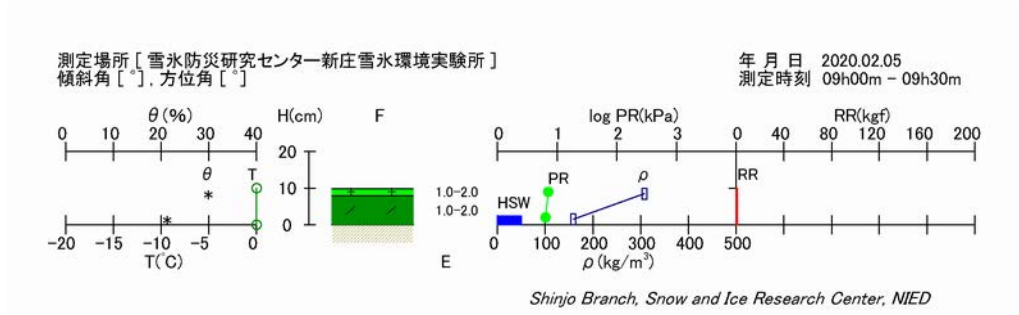 測定場所 [ 雪氷防災研究センター新庄雪氷環境実験所 ]
年 月 日 2020.02.05
傾斜角 [ °] , 方位角 [ °]
測定時刻 09h00m - 09h30m
θ (%) H(cm) F log PR(kPa) RR(kgf)
0 10 20 30 40 0 1 2 3 0 40 80 120 160 200
20
θ T PR ρ RR
10 1.0-2.0
HSW
1.0-2.0
0
-20 -15 -10 -5 0 0 100 200 300 400 500
T(°C) E ρ (kg/m³)
Shinjo Branch, Snow and Ice Research Center, NIED